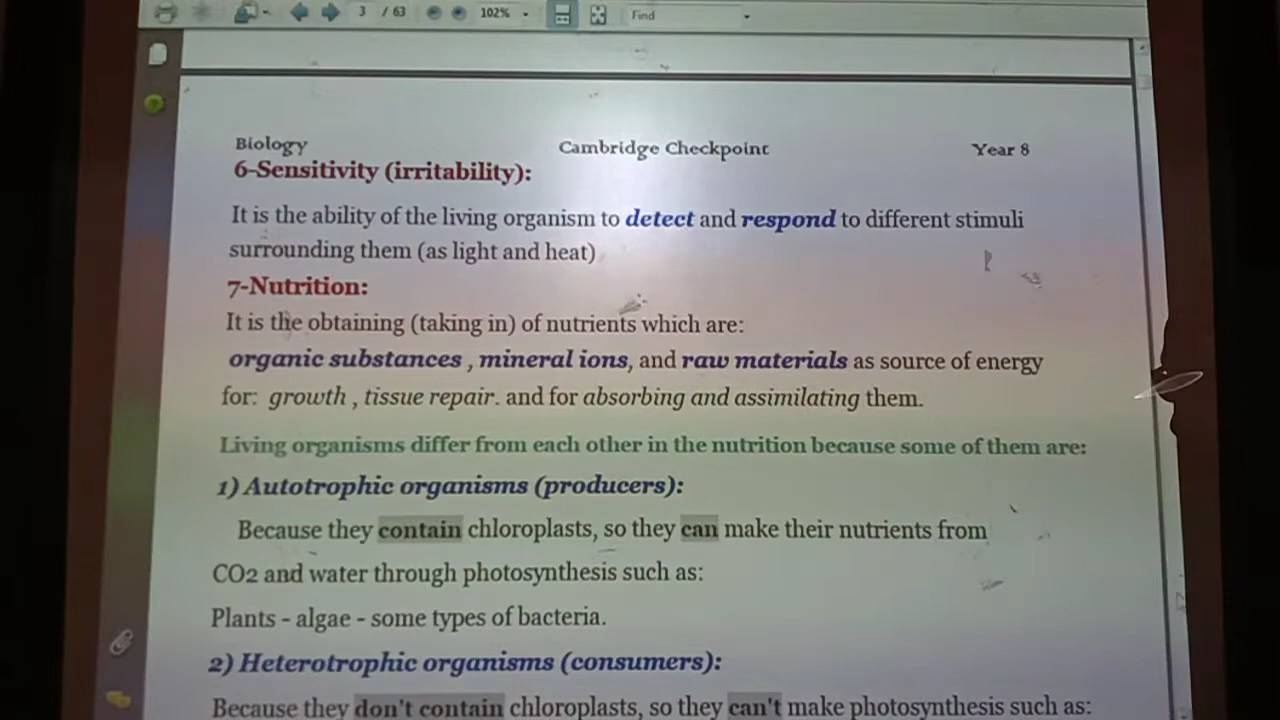 3 / 63 102% Find
Biology Cambridge Checkpoint Year 8
6-Sensitivity (irritability):
It is the ability of the living organism to detect and respond to different stimuli
surrounding them (as light and heat)
7-Nutrition:
It is the obtaining (taking in) of nutrients which are:
organic substances , mineral ions, and raw materials as source of energy
for: growth , tissue repair. and for absorbing and assimilating them.
Living organisms differ from each other in the nutrition because some of them are:
1) Autotrophic organisms (producers):
Because they contain chloroplasts, so they can make their nutrients from
CO2 and water through photosynthesis such as:
Plants - algae - some types of bacteria.
2) Heterotrophic organisms (consumers):
Because they don't contain chloroplasts, so they can't make photosynthesis such as: